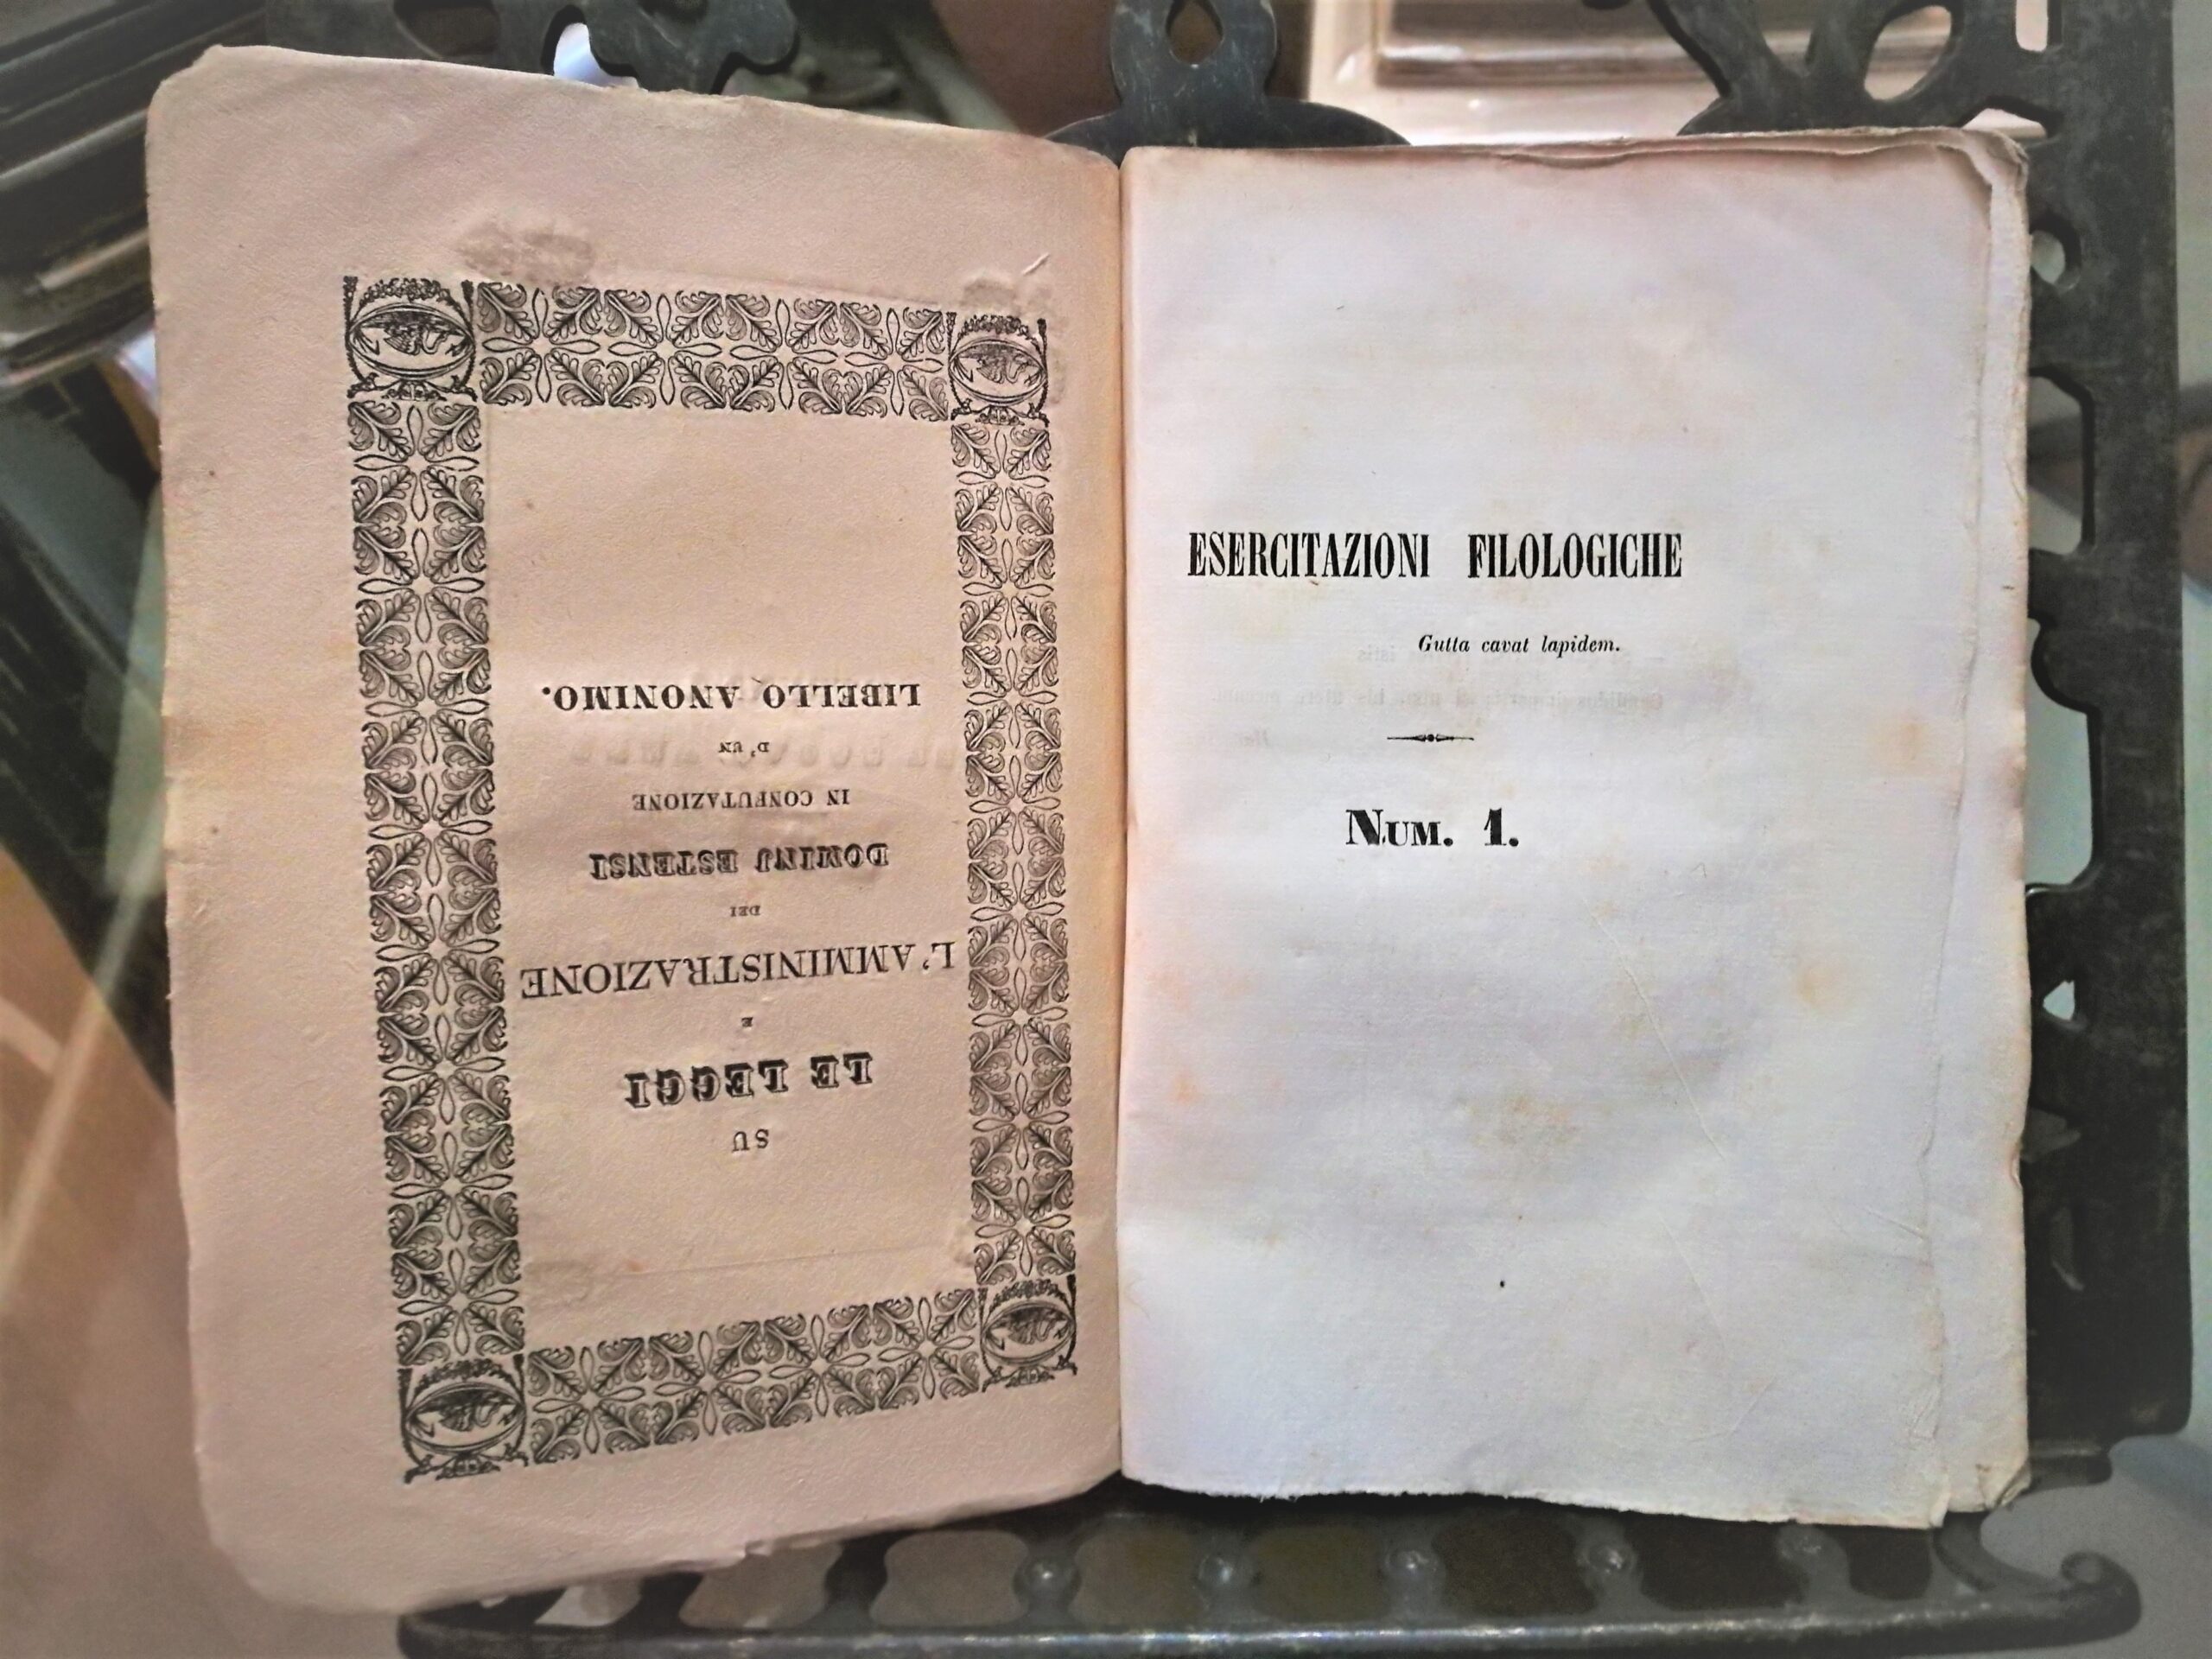 SU
LE LEGGI
E
L'AMMINISTRAZIONE
DEI
DOMINJ ESTENSI
IN CONFUTAZIONE
D'UN
LIBELLO ANONIMO.
ESERCITAZIONI FILOLOGICHE
Gutta cavat lapidem.
NUM. 1.